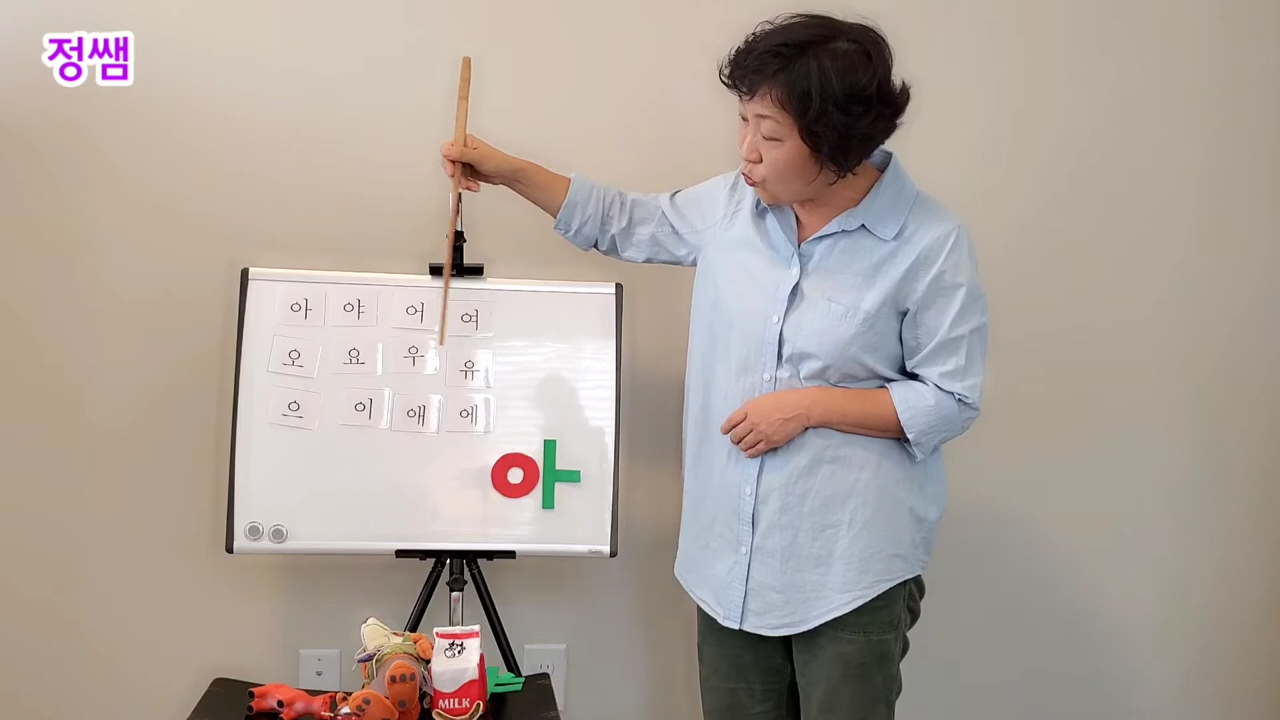 정쌤
아 야 어 여
오 요 우 유
으 이 애 에
아
MILK